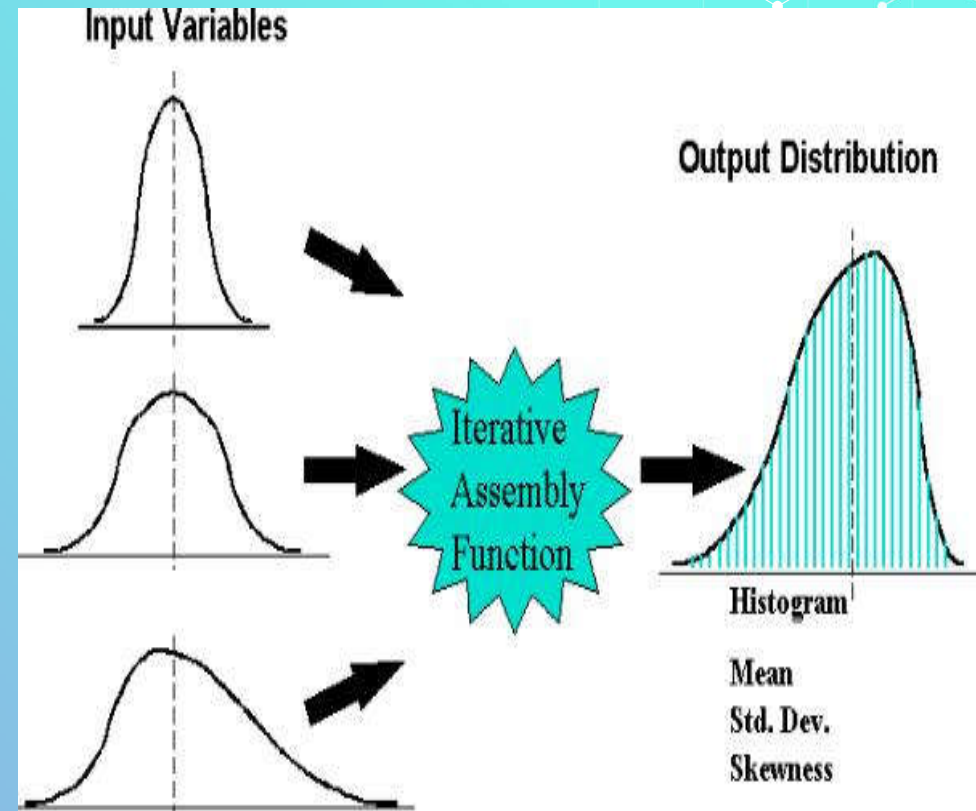 Input Variables
Output Distribution
Iterative
Assembly
Function
Histogram
Mean
Std. Dev.
Skewness